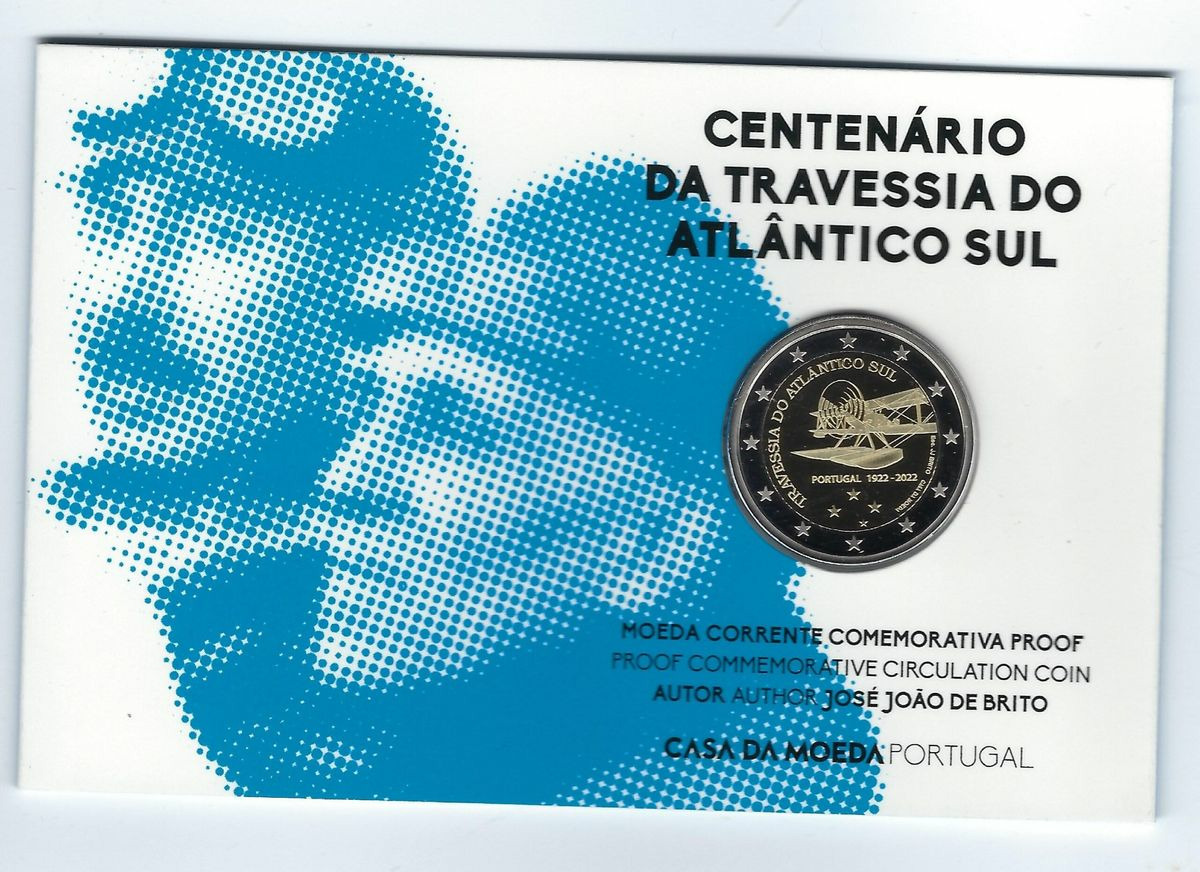 CENTENÁRIO
DA TRAVESSIA DO
ATLÂNTICO SUL
TRAVESSIA DO ATLÂNTICO SUL
PORTUGAL 1922-2022
MOEDA CORRENTE COMEMORATIVA PROOF
PROOF COMMEMORATIVE CIRCULATION COIN
AUTOR AUTHOR JOSÉ JOÃO DE BRITO
CASA DA MOEDA PORTUGAL